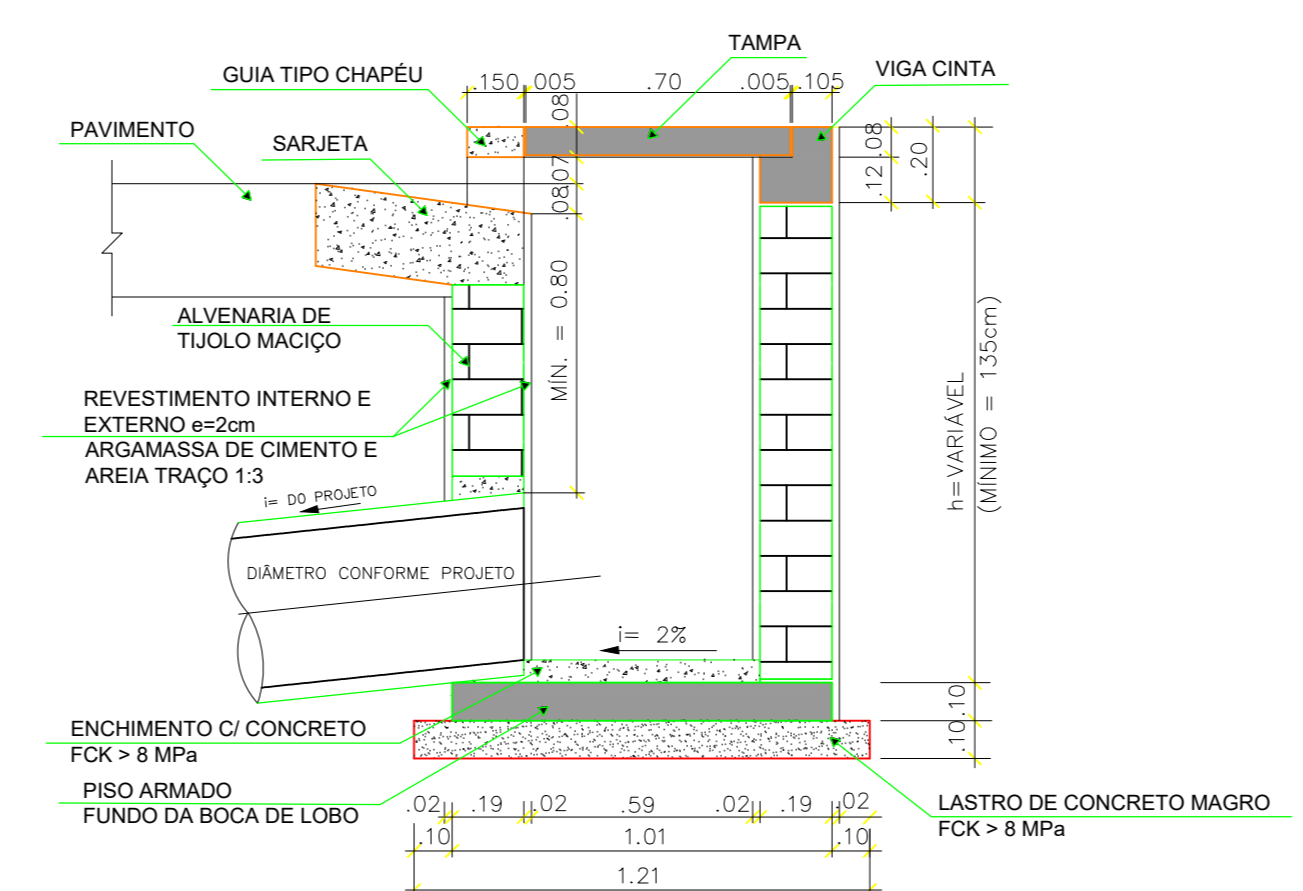 TAMPA
GUIA TIPO CHAPÉU
VIGA CINTA
.150 .005 .70 .005 .105
PAVIMENTO
SARJETA
.08
.07
.08
.08
.12
.20
MÍN. = 0.80
ALVENARIA DE
TIJOLO MACIÇO
REVESTIMENTO INTERNO E
EXTERNO e=2cm
ARGAMASSA DE CIMENTO E
AREIA TRAÇO 1:3
h=VARIÁVEL
(MÍNIMO = 135cm)
i= DO PROJETO
DIÂMETRO CONFORME PROJETO
i= 2%
.10
.10
ENCHIMENTO C/ CONCRETO
FCK > 8 MPa
PISO ARMADO
FUNDO DA BOCA DE LOBO
LASTRO DE CONCRETO MAGRO
FCK > 8 MPa
.02 .19 .02 .59 .02 .19 .02
.10 1.01 .10
1.21